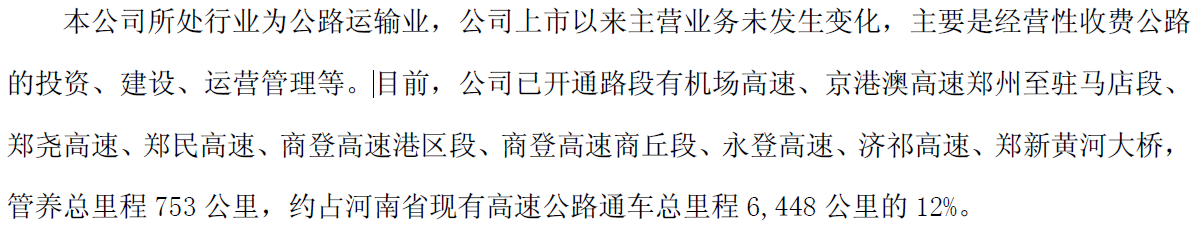 本公司所处行业为公路运输业，公司上市以来主营业务未发生变化，主要是经营性收费公路
的投资、建设、运营管理等。目前，公司已开通路段有机场高速、京港澳高速郑州至驻马店段、
郑尧高速、郑民高速、商登高速港区段、商登高速商丘段、永登高速、济祁高速、郑新黄河大桥，
管养总里程 753 公里，约占河南省现有高速公路通车总里程 6,448 公里的 12%。